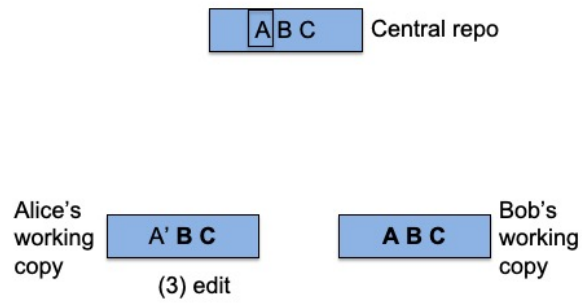 A B C
Central repo
Alice's
working
copy
A' B C
(3) edit
A B C
Bob's
working
copy